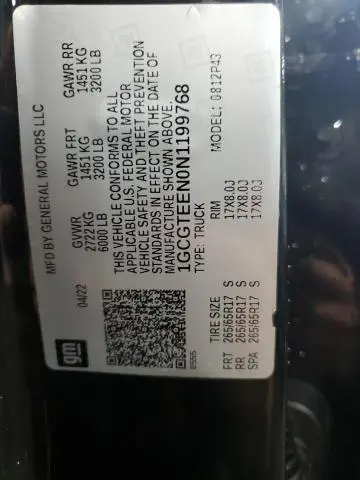 MFD BY GENERAL MOTORS LLC
04/22
GVWR
2722 KG
6000 LB
GAWR FRT
1451 KG
3200 LB
GAWR RR
1451 KG
3200 LB
THIS VEHICLE CONFORMS TO ALL
APPLICABLE U.S. FEDERAL MOTOR
VEHICLE SAFETY AND THEFT PREVENTION
STANDARDS IN EFFECT ON THE DATE OF
MANUFACTURE SHOWN ABOVE.
1GCGTEEN0N1199768
TYPE: TRUCK
MODEL: 0812P43
gm
TIRE SIZE RIM
FRT 265/65R17 S 17X8.0J
RR 265/65R17 S 17X8.0J
SPA 265/65R17 S 17X8.0J